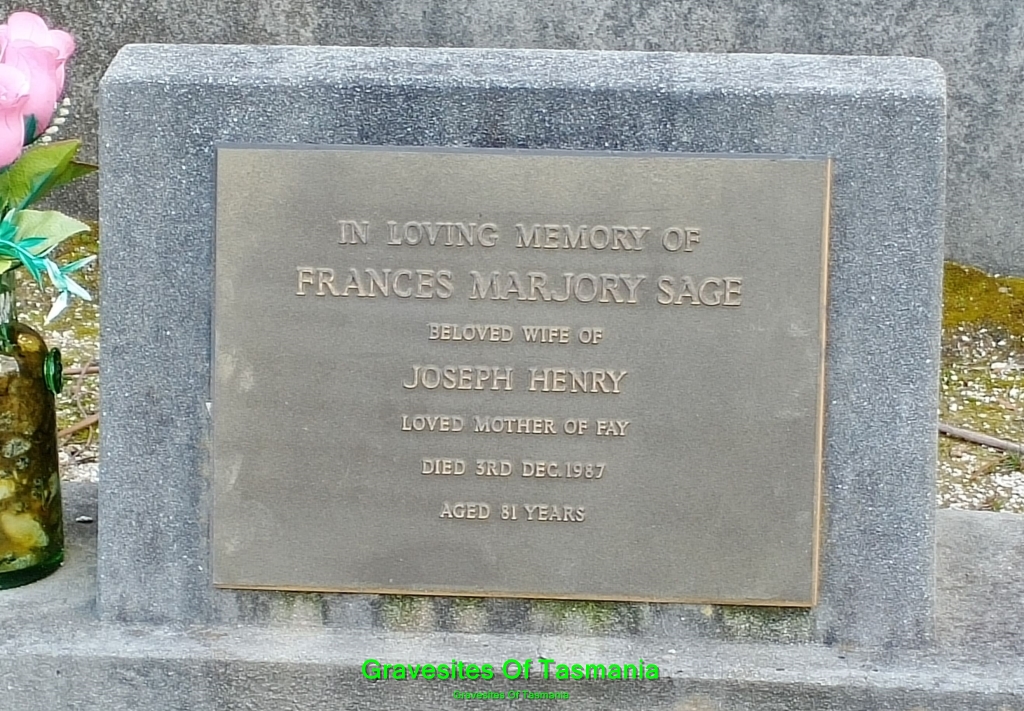 IN LOVING MEMORY OF
FRANCES MARJORY SAGE
BELOVED WIFE OF
JOSEPH HENRY
LOVED MOTHER OF FAY
DIED 3RD DEC.1987
AGED 81 YEARS
Gravesites Of Tasmania
Gravesites Of Tasmania